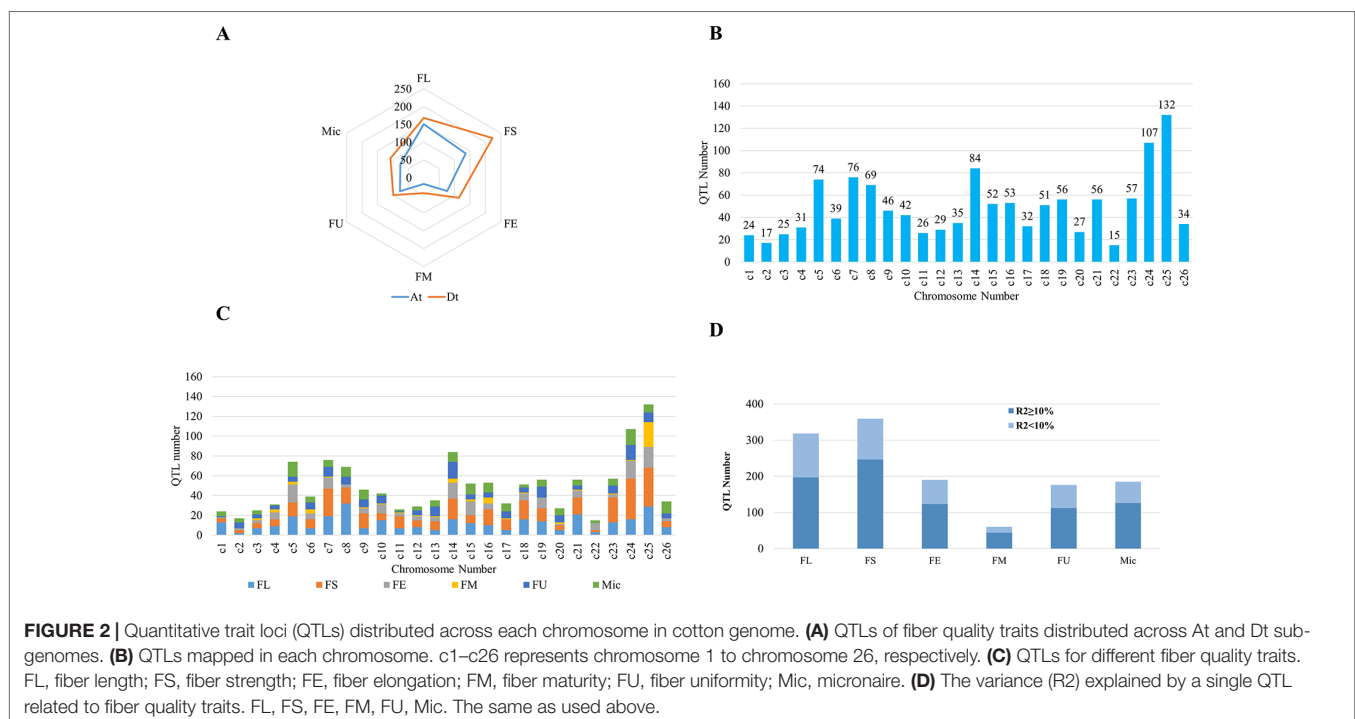 A
FL
250
200
150
100
50
0
Mic
FS
FU
FE
FM
At
Dt
B
QTL Number
160
140
120
100
80
60
40
20
0
24
17
25
31
74
39
76
69
46
42
26
29
35
84
52
53
32
51
56
27
56
15
57
107
132
34
c1
c2
c3
c4
c5
c6
c7
c8
c9
c10
c11
c12
c13
c14
c15
c16
c17
c18
c19
c20
c21
c22
c23
c24
c25
c26
Chromosome Number
C
QTL number
160
140
120
100
80
60
40
20
0
c1
c2
c3
c4
c5
c6
c7
c8
c9
c10
c11
c12
c13
c14
c15
c16
c17
c18
c19
c20
c21
c22
c23
c24
c25
c26
Chromosome Number
FL
FS
FE
FM
FU
Mic
D
QTL Number
400
300
200
100
0
R2≥10%
R2<10%
FL
FS
FE
FM
FU
Mic
FIGURE 2 | Quantitative trait loci (QTLs) distributed across each chromosome in cotton genome. (A) QTLs of fiber quality traits distributed across At and Dt sub-
genomes. (B) QTLs mapped in each chromosome. c1–c26 represents chromosome 1 to chromosome 26, respectively. (C) QTLs for different fiber quality traits.
FL, fiber length; FS, fiber strength; FE, fiber elongation; FM, fiber maturity; FU, fiber uniformity; Mic, micronaire. (D) The variance (R2) explained by a single QTL
related to fiber quality traits. FL, FS, FE, FM, FU, Mic. The same as used above.